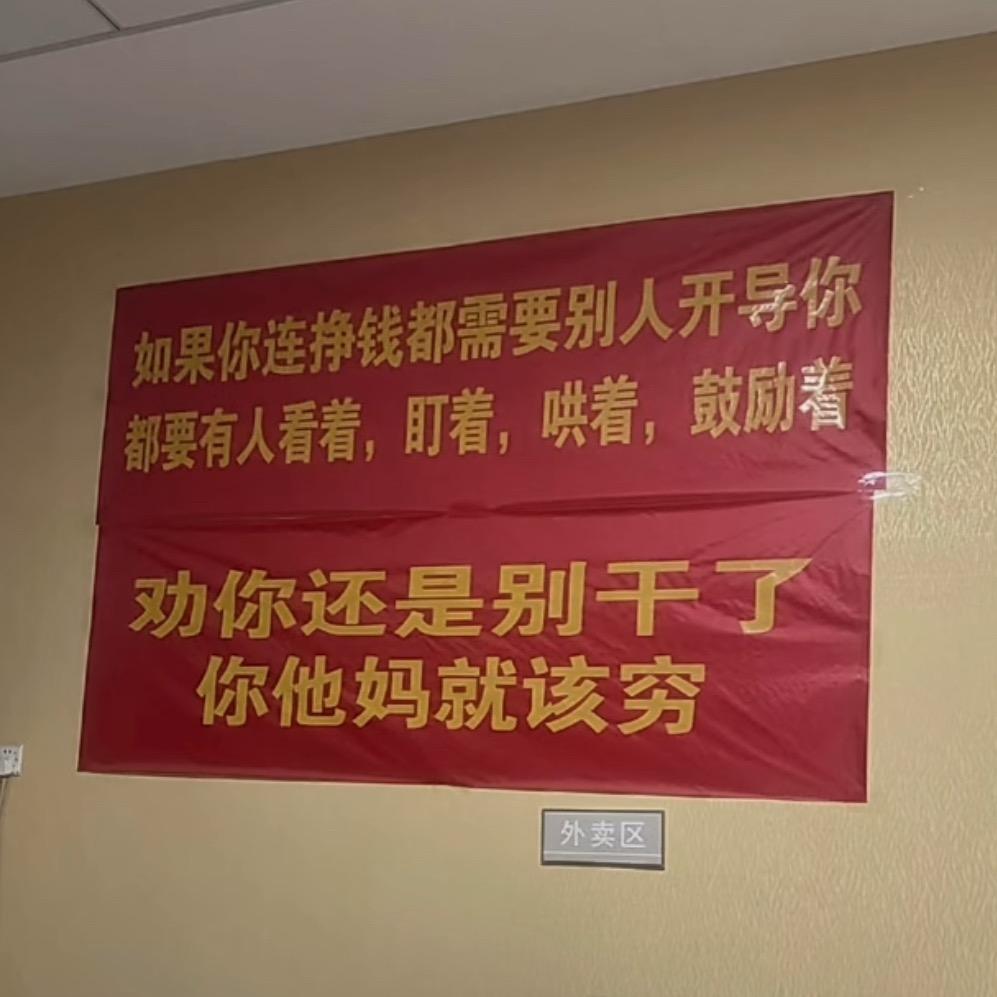 如果你连挣钱都需要别人开导你
都要有人看着，盯着，哄着，鼓励着
劝你还是别干了
你他妈就该穷
外卖区